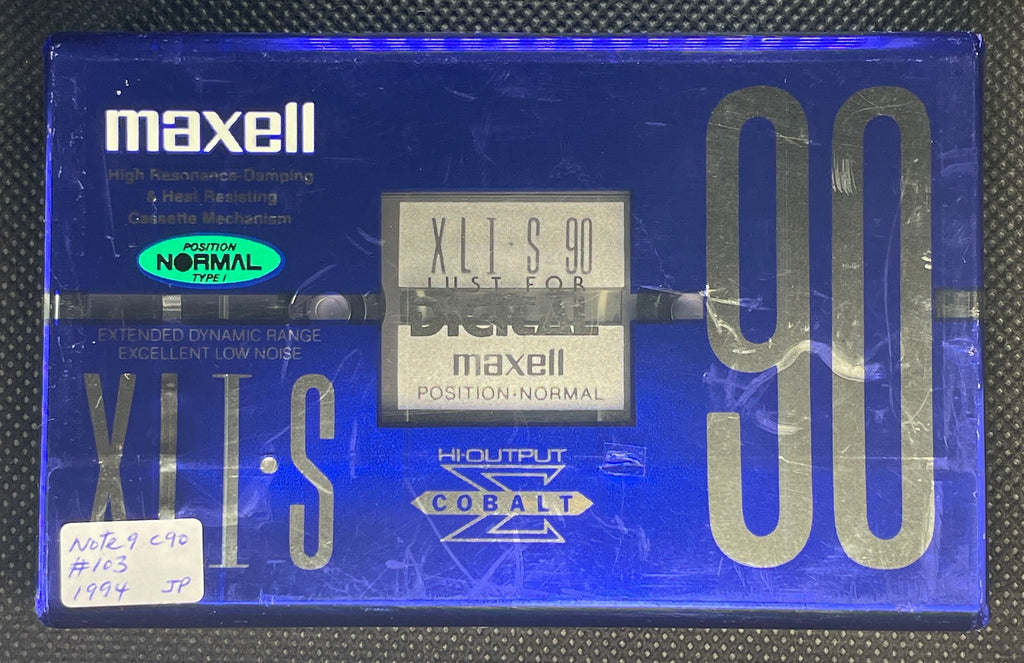 maxell
High Resonance-Damping
& Heat Resisting
Cassette Mechanism
POSITION
NORMAL
TYPE I
EXTENDED DYNAMIC RANGE
EXCELLENT LOW NOISE
XLI·S
90
XLI·S 90
JUST FOR
DIGITAL
maxell
POSITION·NORMAL
HI·OUTPUT
COBALT
Note 9 C90
#103
1994 JP